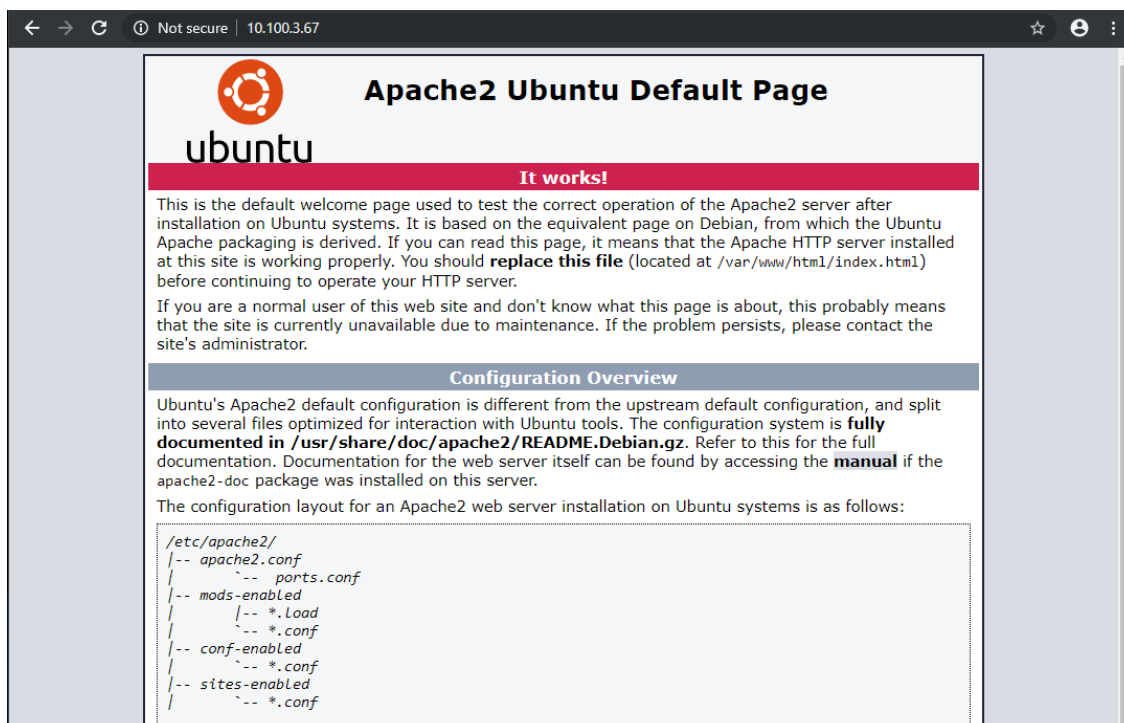 Not secure | 10.100.3.67
Apache2 Ubuntu Default Page
ubuntu
It works!
This is the default welcome page used to test the correct operation of the Apache2 server after
installation on Ubuntu systems. It is based on the equivalent page on Debian, from which the Ubuntu
Apache packaging is derived. If you can read this page, it means that the Apache HTTP server installed
at this site is working properly. You should replace this file (located at /var/www/html/index.html)
before continuing to operate your HTTP server.
If you are a normal user of this web site and don't know what this page is about, this probably means
that the site is currently unavailable due to maintenance. If the problem persists, please contact the
site's administrator.
Configuration Overview
Ubuntu's Apache2 default configuration is different from the upstream default configuration, and split
into several files optimized for interaction with Ubuntu tools. The configuration system is fully
documented in /usr/share/doc/apache2/README.Debian.gz. Refer to this for the full
documentation. Documentation for the web server itself can be found by accessing the manual if the
apache2-doc package was installed on this server.
The configuration layout for an Apache2 web server installation on Ubuntu systems is as follows:
/etc/apache2/
|-- apache2.conf
|       `--  ports.conf
|-- mods-enabled
|       |-- *.load
|       `-- *.conf
|-- conf-enabled
|       `-- *.conf
|-- sites-enabled
|       `-- *.conf